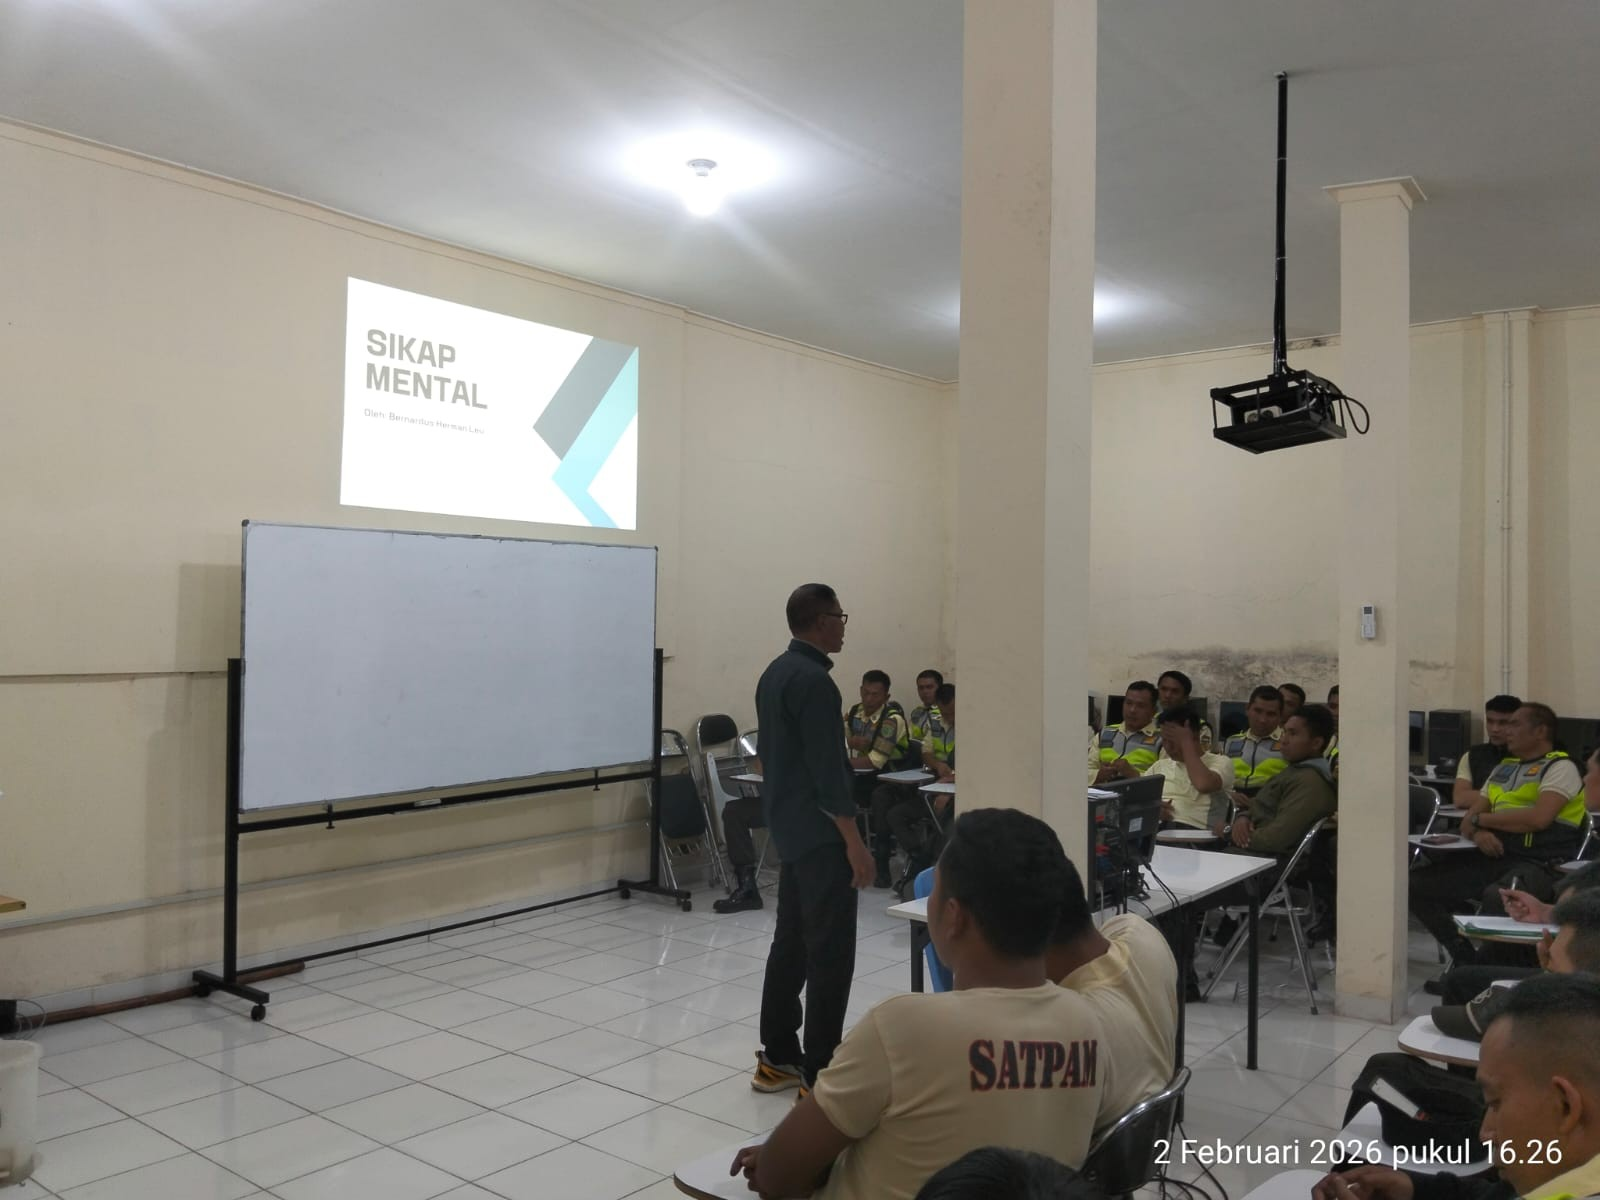 SIKAP
MENTAL
Oleh: Bernardus Herman Leu
SATPAM
2 Februari 2026 pukul 16.26